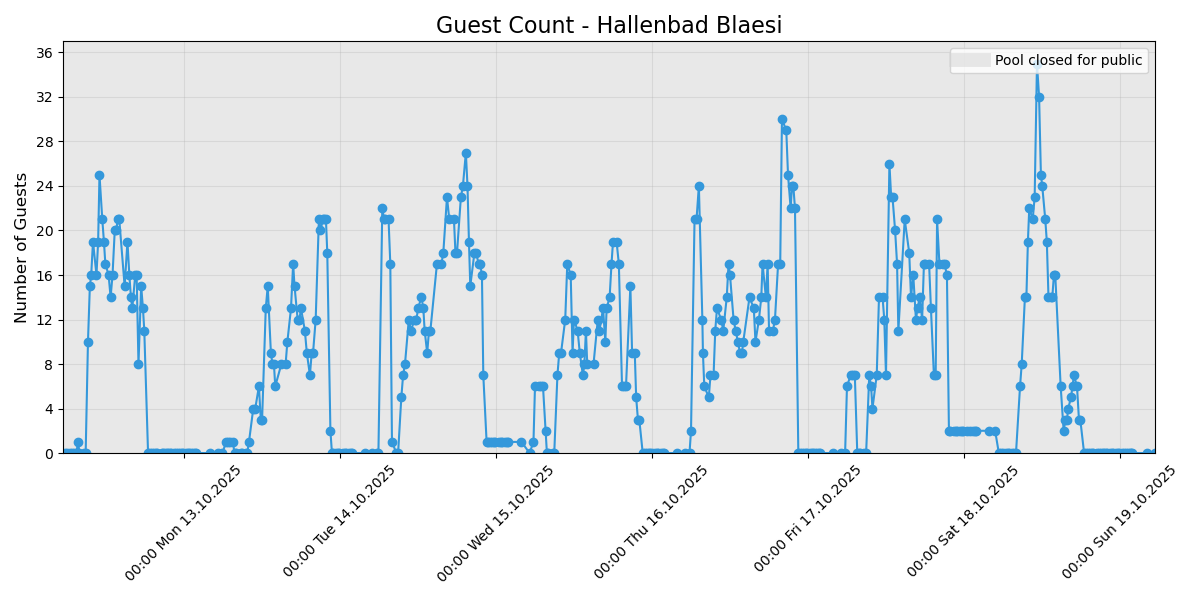 Guest Count - Hallenbad Blaesi
Pool closed for public
Number of Guests
36
32
28
24
20
16
12
8
4
0
00:00 Mon 13.10.2025
00:00 Tue 14.10.2025
00:00 Wed 15.10.2025
00:00 Thu 16.10.2025
00:00 Fri 17.10.2025
00:00 Sat 18.10.2025
00:00 Sun 19.10.2025